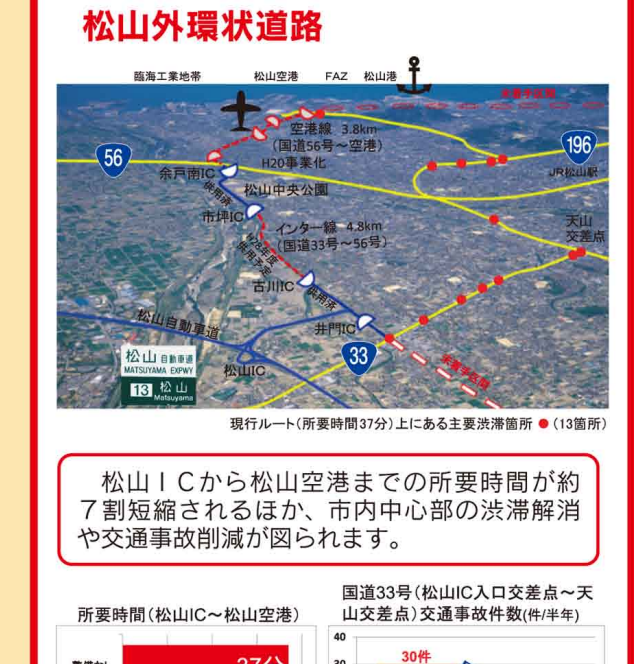 松山外環状道路
臨海工業地帯 松山空港 FAZ 松山港
未着手区間
空港線 3.8km
(国道56号～空港)
H20事業化
56
196
JR松山駅
余戸南IC
供用済
松山中央公園
市坪IC
天山
交差点
インター線 4.8km
(国道33号～56号)
H28年度
供用予定
古川IC
供用済
井門IC
松山自動車道
33
未着手区間
松山 自動車道
MATSUYAMA EXPWY
13 松山
Matsuyama
松山IC
現行ルート(所要時間37分)上にある主要渋滞箇所 ●(13箇所)
松山ICから松山空港までの所要時間が約
7割短縮されるほか、市内中心部の渋滞解消
や交通事故削減が図られます。
所要時間(松山IC～松山空港)
37分
国道33号(松山IC入口交差点～天
山交差点)交通事故件数(件/半年)
40
30件
30